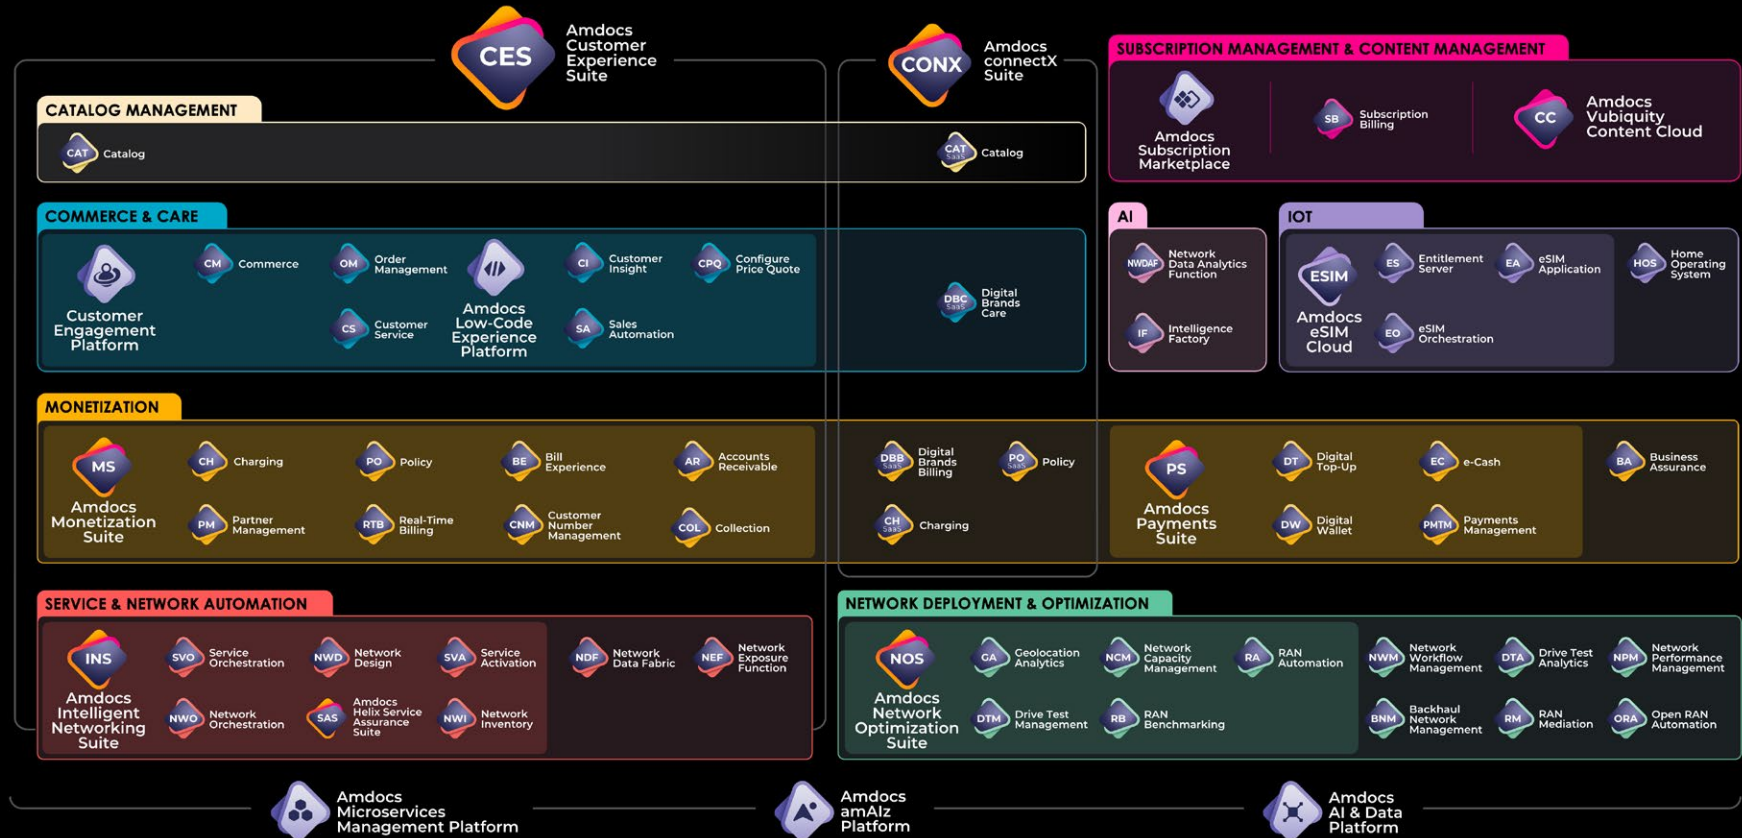 CES
Amdocs
Customer
Experience
Suite
CONX
Amdocs
connectX
Suite
CATALOG MANAGEMENT
CAT
Catalog
CAT
SaaS
Catalog
SUBSCRIPTION MANAGEMENT & CONTENT MANAGEMENT
Amdocs
Subscription
Marketplace
SB
Subscription
Billing
CC
Amdocs
Vubiquity
Content Cloud
COMMERCE & CARE
Customer
Engagement
Platform
CM
Commerce
OM
Order
Management
CS
Customer
Service
Amdocs
Low-Code
Experience
Platform
CI
Customer
Insight
CPQ
Configure
Price Quote
SA
Sales
Automation
DBC
SaaS
Digital
Brands
Care
AI
NWDAF
Network
Data Analytics
Function
IF
Intelligence
Factory
IOT
ESIM
Amdocs
eSIM
Cloud
ES
Entitlement
Server
EA
eSIM
Application
EO
eSIM
Orchestration
HOS
Home
Operating
System
MONETIZATION
MS
Amdocs
Monetization
Suite
CH
Charging
PO
Policy
BE
Bill
Experience
AR
Accounts
Receivable
PM
Partner
Management
RTB
Real-Time
Billing
CNM
Customer
Number
Management
COL
Collection
DBB
SaaS
Digital
Brands
Billing
PO
SaaS
Policy
CH
SaaS
Charging
PS
Amdocs
Payments
Suite
DT
Digital
Top-Up
EC
e-Cash
DW
Digital
Wallet
PMTM
Payments
Management
BA
Business
Assurance
SERVICE & NETWORK AUTOMATION
INS
Amdocs
Intelligent
Networking
Suite
SVO
Service
Orchestration
NWD
Network
Design
SVA
Service
Activation
NWO
Network
Orchestration
SAS
Amdocs
Helix Service
Assurance
Suite
NWI
Network
Inventory
NDF
Network
Data Fabric
NEF
Network
Exposure
Function
NETWORK DEPLOYMENT & OPTIMIZATION
NOS
Amdocs
Network
Optimization
Suite
GA
Geolocation
Analytics
NCM
Network
Capacity
Management
RA
RAN
Automation
DTM
Drive Test
Management
RB
RAN
Benchmarking
NWM
Network
Workflow
Management
DTA
Drive Test
Analytics
NPM
Network
Performance
Management
BNM
Backhaul
Network
Management
RM
RAN
Mediation
ORA
Open RAN
Automation
Amdocs
Microservices
Management Platform
Amdocs
amAIz
Platform
Amdocs
AI & Data
Platform